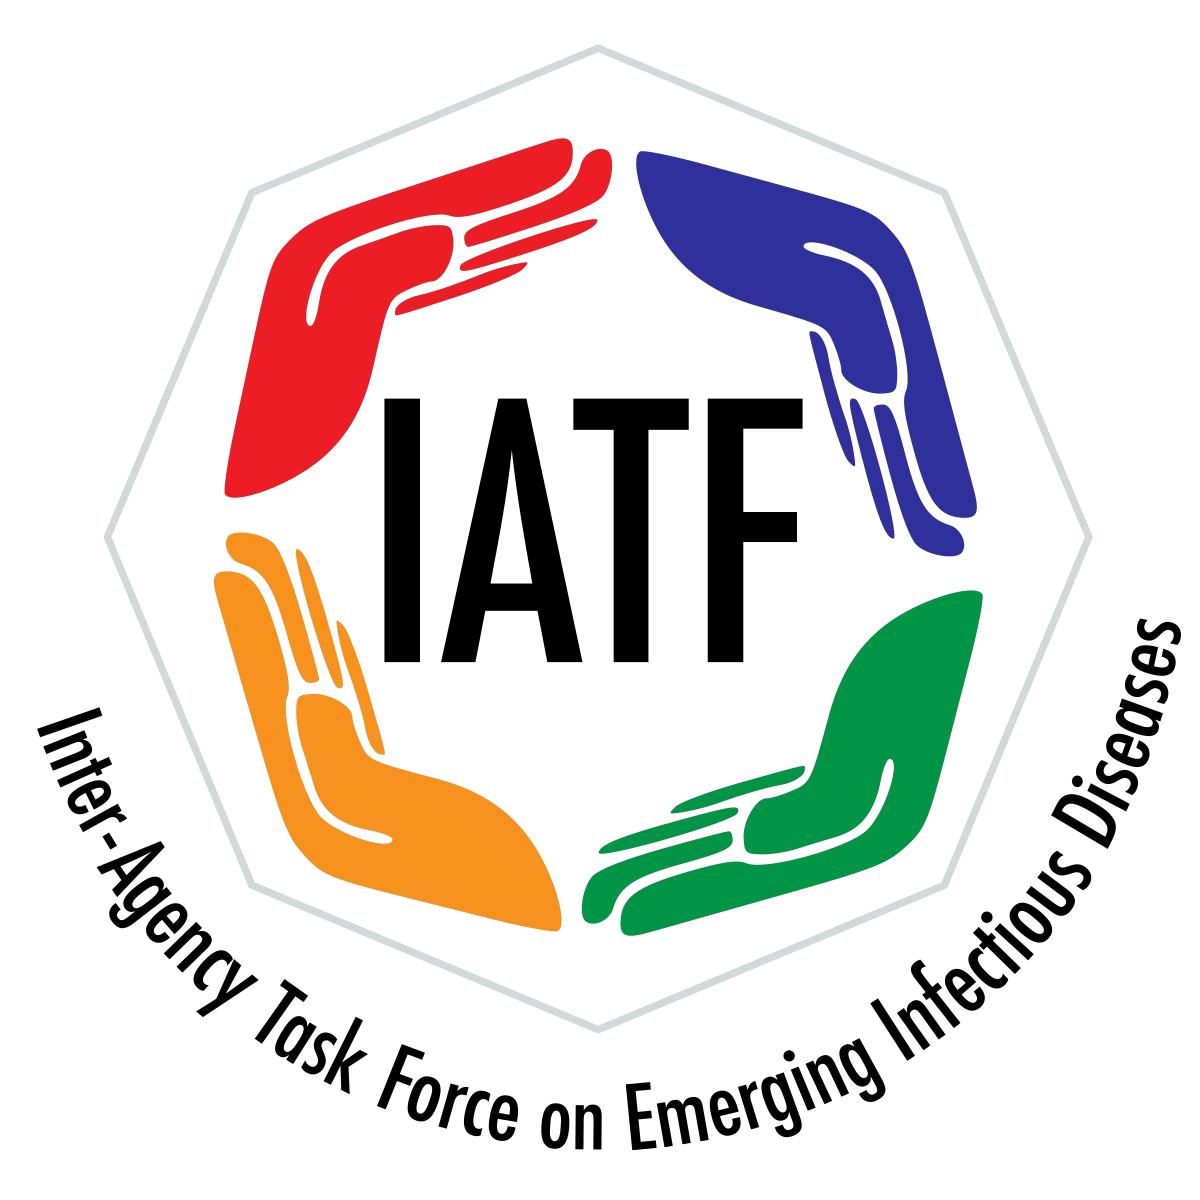 IATF
Inter-Agency Task Force on Emerging Infectious Diseases